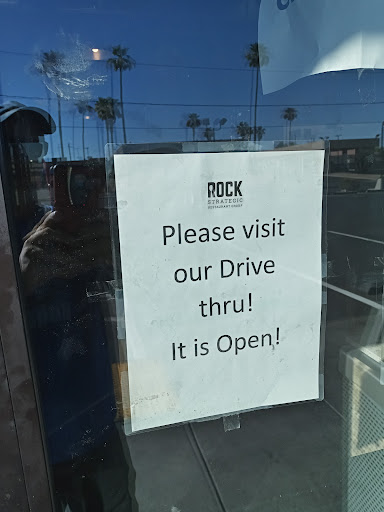 ROCK
STRATEGIC
RESTAURANT GROUP
Please visit
our Drive
thru!
It is Open!